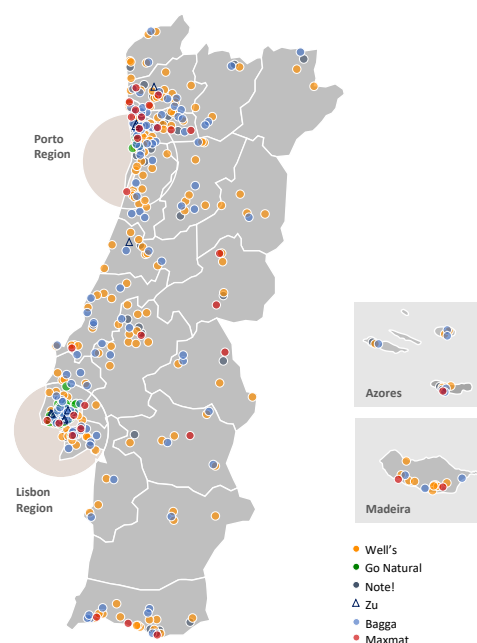 Porto
Region
Azores
Lisbon
Region
Madeira
Well's
Go Natural
Note!
Zu
Bagga
Maxmat